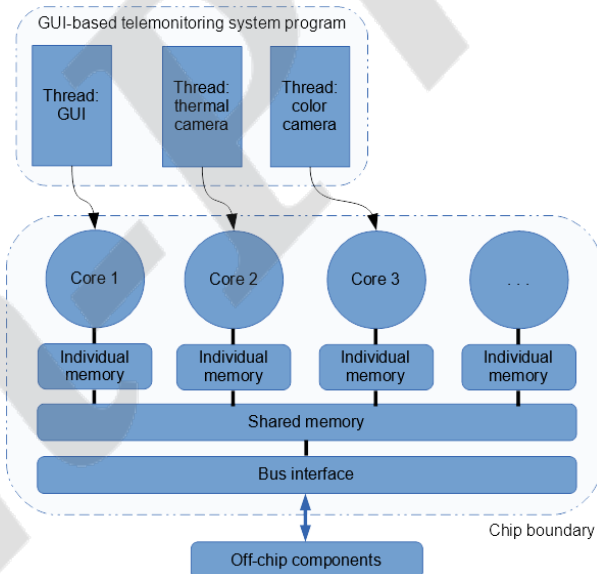 GUI-based telemonitoring system program
Thread:
GUI
Thread:
thermal
camera
Thread:
color
camera
Core 1
Core 2
Core 3
. . .
Individual
memory
Individual
memory
Individual
memory
Individual
memory
Shared memory
Bus interface
Chip boundary
Off-chip components